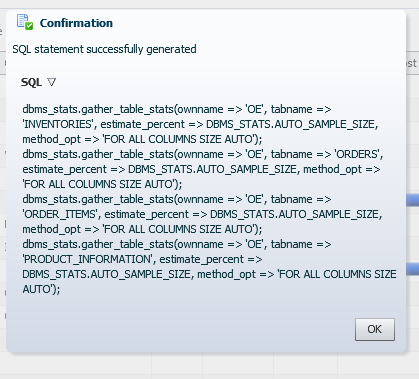 Confirmation
SQL statement successfully generated
SQL
dbms_stats.gather_table_stats(ownname => 'OE', tabname =>
'INVENTORIES', estimate_percent => DBMS_STATS.AUTO_SAMPLE_SIZE,
method_opt => 'FOR ALL COLUMNS SIZE AUTO');
dbms_stats.gather_table_stats(ownname => 'OE', tabname => 'ORDERS',
estimate_percent => DBMS_STATS.AUTO_SAMPLE_SIZE, method_opt =>
'FOR ALL COLUMNS SIZE AUTO');
dbms_stats.gather_table_stats(ownname => 'OE', tabname =>
'ORDER_ITEMS', estimate_percent => DBMS_STATS.AUTO_SAMPLE_SIZE,
method_opt => 'FOR ALL COLUMNS SIZE AUTO');
dbms_stats.gather_table_stats(ownname => 'OE', tabname =>
'PRODUCT_INFORMATION', estimate_percent =>
DBMS_STATS.AUTO_SAMPLE_SIZE, method_opt => 'FOR ALL COLUMNS SIZE
AUTO');
OK